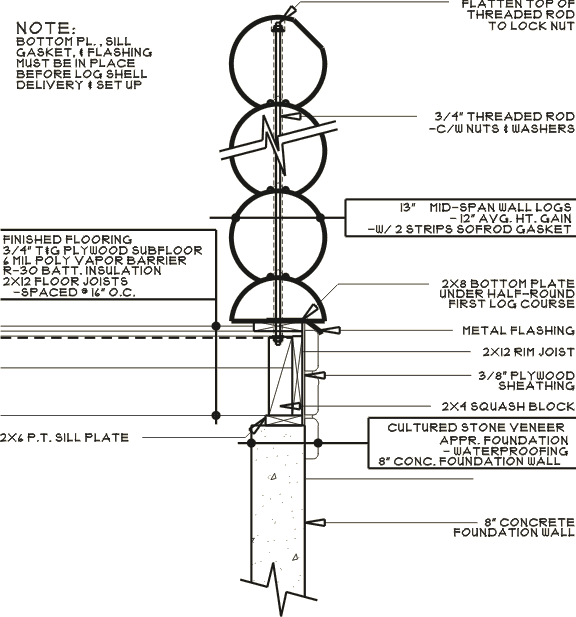 FLATTEN TOP OF
THREADED ROD
TO LOCK NUT
NOTE:
BOTTOM PL., SILL
GASKET, & FLASHING
MUST BE IN PLACE
BEFORE LOG SHELL
DELIVERY & SET UP
3/4" THREADED ROD
-C/W NUTS & WASHERS
13" MID-SPAN WALL LOGS
- 12" AVG. HT. GAIN
-W/ 2 STRIPS SOFROD GASKET
FINISHED FLOORING
3/4" T&G PLYWOOD SUBFLOOR
6 MIL POLY VAPOR BARRIER
R-30 BATT. INSULATION
2X12 FLOOR JOISTS
-SPACED @ 16" O.C.
2X8 BOTTOM PLATE
UNDER HALF-ROUND
FIRST LOG COURSE
METAL FLASHING
2X12 RIM JOIST
3/8" PLYWOOD
SHEATHING
2X4 SQUASH BLOCK
2X6 P.T. SILL PLATE
CULTURED STONE VENEER
APPR. FOUNDATION
- WATERPROOFING
8" CONC. FOUNDATION WALL
8" CONCRETE
FOUNDATION WALL